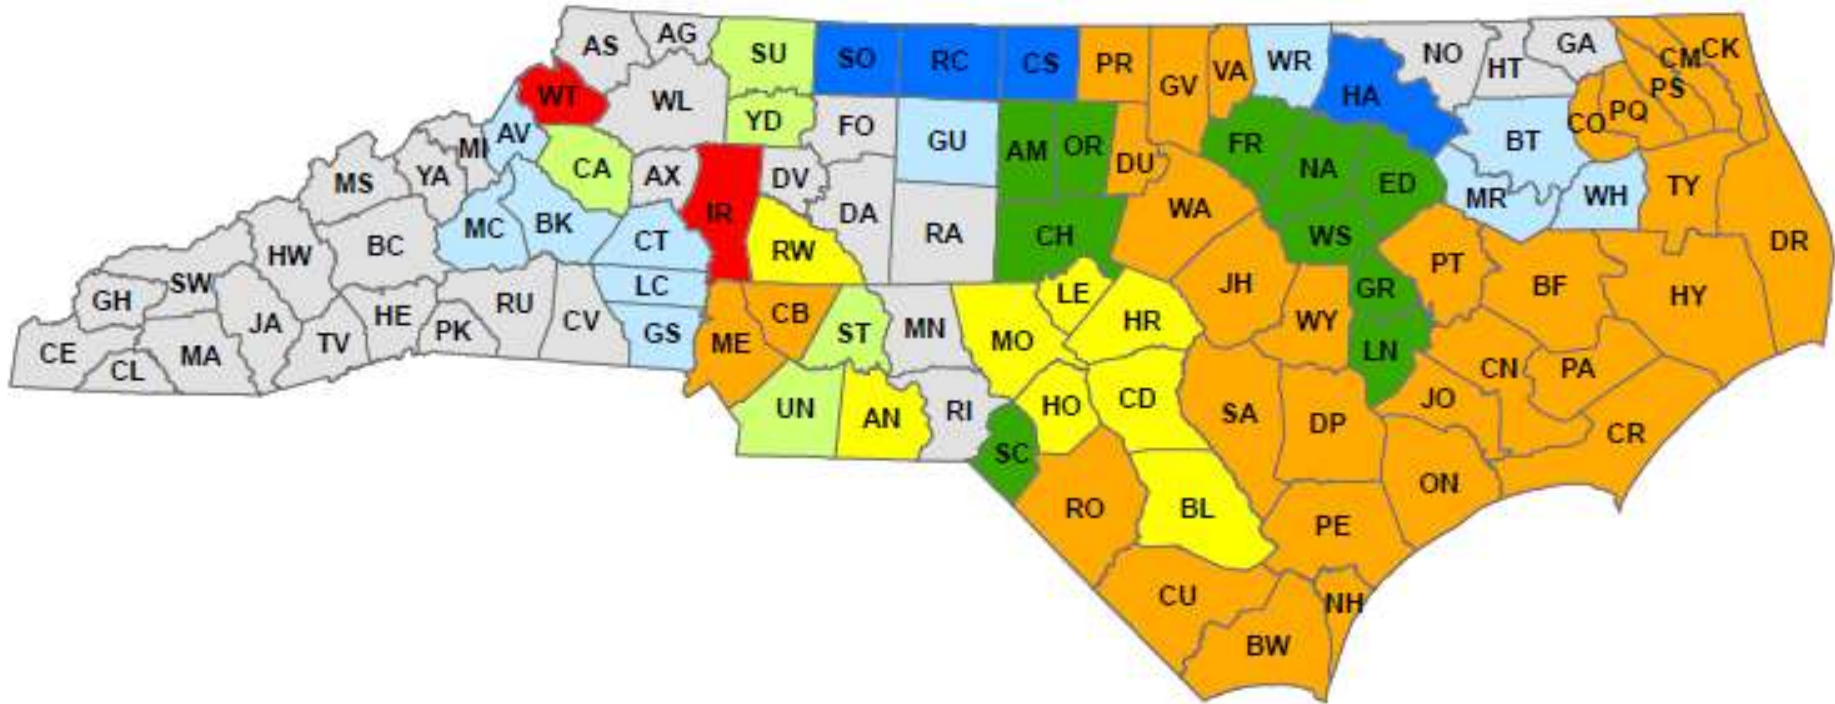 AS
AG
SU
SO
RC
CS
PR
GV
VA
WR
HA
NO
HT
GA
CM
CK
PS
WT
WL
YD
FO
GU
AM
OR
DU
FR
NA
ED
BT
CO
PQ
AV
MI
CA
AX
IR
DV
DA
RA
CH
WA
WS
MR
WH
TY
DR
MS
YA
MC
BK
CT
RW
HW
BC
LC
LE
JH
GR
PT
BF
HY
GH
SW
JA
HE
RU
CV
GS
ME
CB
ST
MN
MO
HR
WY
LN
CE
CL
MA
TV
PK
UN
AN
RI
HO
CD
SA
DP
JO
CN
PA
CR
SC
RO
BL
PE
ON
CU
NH
BW